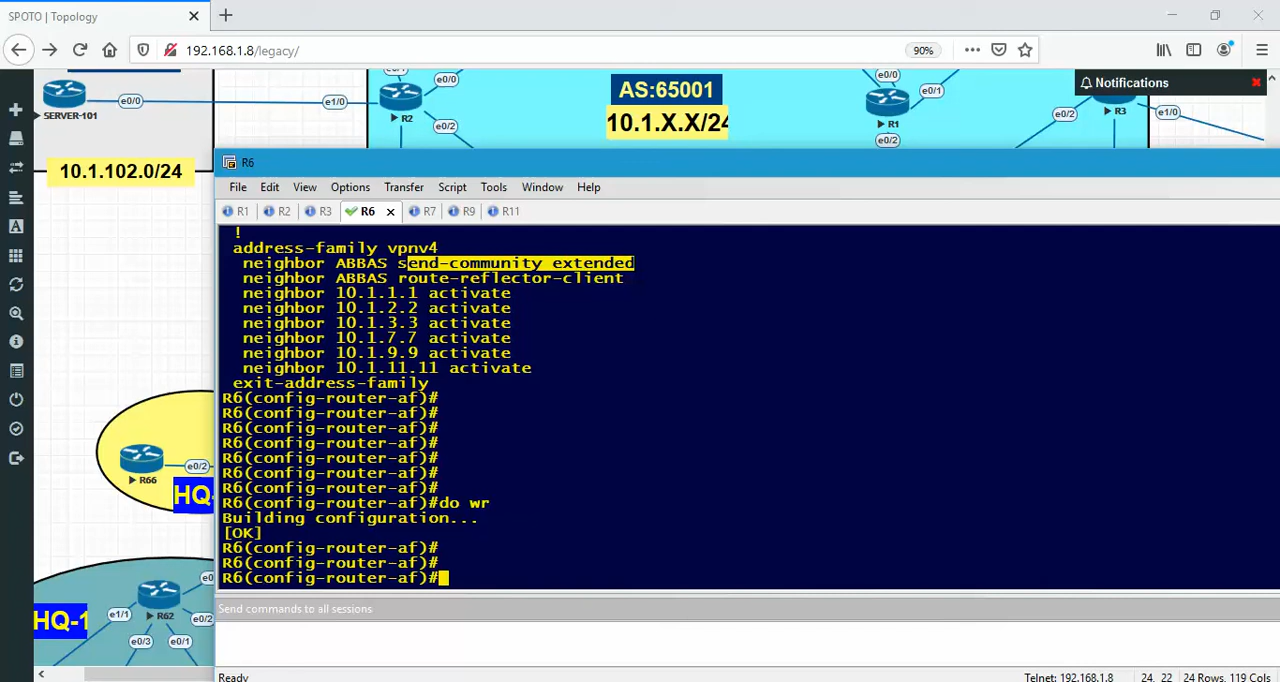 SPOTO | Topology
192.168.1.8/legacy/
90%
Notifications
SERVER-101
e0/0
e1/0
R2
e0/0
e0/2
AS:65001
10.1.X.X/24
e0/0
e0/1
R1
e0/2
e0/2
R3
e1/0
10.1.102.0/24
R6
File Edit View Options Transfer Script Tools Window Help
R1 R2 R3 R6 R7 R9 R11
!
address-family vpnv4
neighbor ABBAS send-community extended
neighbor ABBAS route-reflector-client
neighbor 10.1.1.1 activate
neighbor 10.1.2.2 activate
neighbor 10.1.3.3 activate
neighbor 10.1.7.7 activate
neighbor 10.1.9.9 activate
neighbor 10.1.11.11 activate
exit-address-family
R6(config-router-af)#
R6(config-router-af)#
R6(config-router-af)#
R6(config-router-af)#
R6(config-router-af)#
R6(config-router-af)#
R6(config-router-af)#
R6(config-router-af)#do wr
Building configuration...
[OK]
R6(config-router-af)#
R6(config-router-af)#
R6(config-router-af)#
Send commands to all sessions
Ready
Telnet: 192.168.1.8
24, 22
24 Rows, 119 Cols
R66
e0/2
HQ-
R62
e1/1
e0/2
e0/3
e0/1
HQ-1